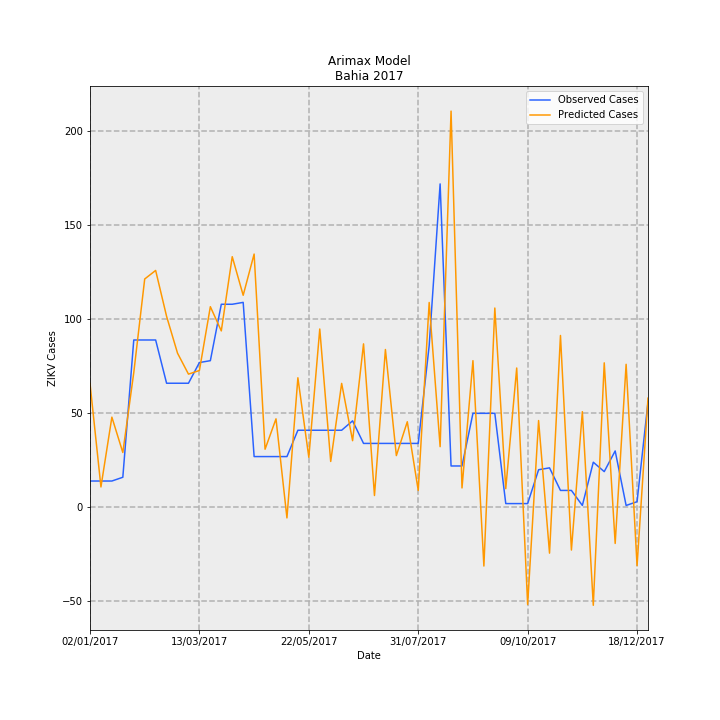 Arimax Model
Bahia 2017
Observed Cases
Predicted Cases
ZIKV Cases
200
150
100
50
0
−50
02/01/2017 13/03/2017 22/05/2017 31/07/2017 09/10/2017 18/12/2017
Date